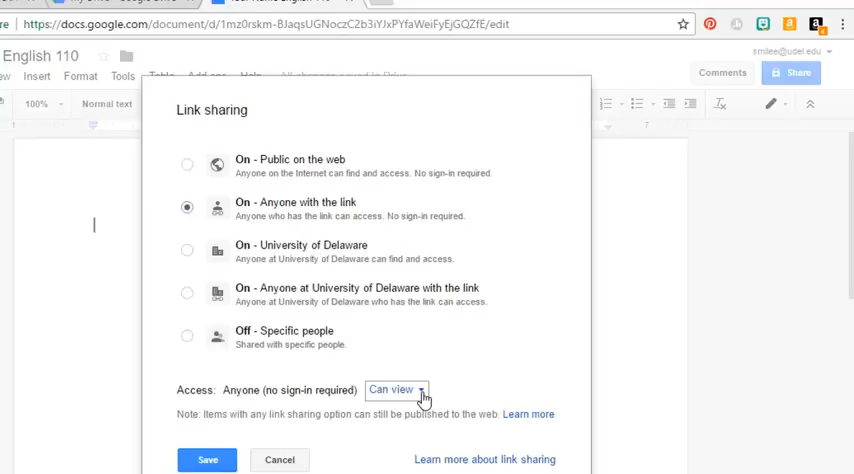 https://docs.google.com/document/d/1mz0rskm-BJaqsUGNoczC2b3iYJxPYfaWeiFyEjGQZfE/edit
English 110
smilee@udel.edu
Insert Format Tools
Comments Share
100% Normal text
4
1 7
Link sharing
On - Public on the web
Anyone on the Internet can find and access. No sign-in required.
On - Anyone with the link
Anyone who has the link can access. No sign-in required.
On - University of Delaware
Anyone at University of Delaware can find and access.
On - Anyone at University of Delaware with the link
Anyone at University of Delaware who has the link can access.
Off - Specific people
Shared with specific people.
Access: Anyone (no sign-in required) Can view
Note: Items with any link sharing option can still be published to the web. Learn more
Save Cancel Learn more about link sharing